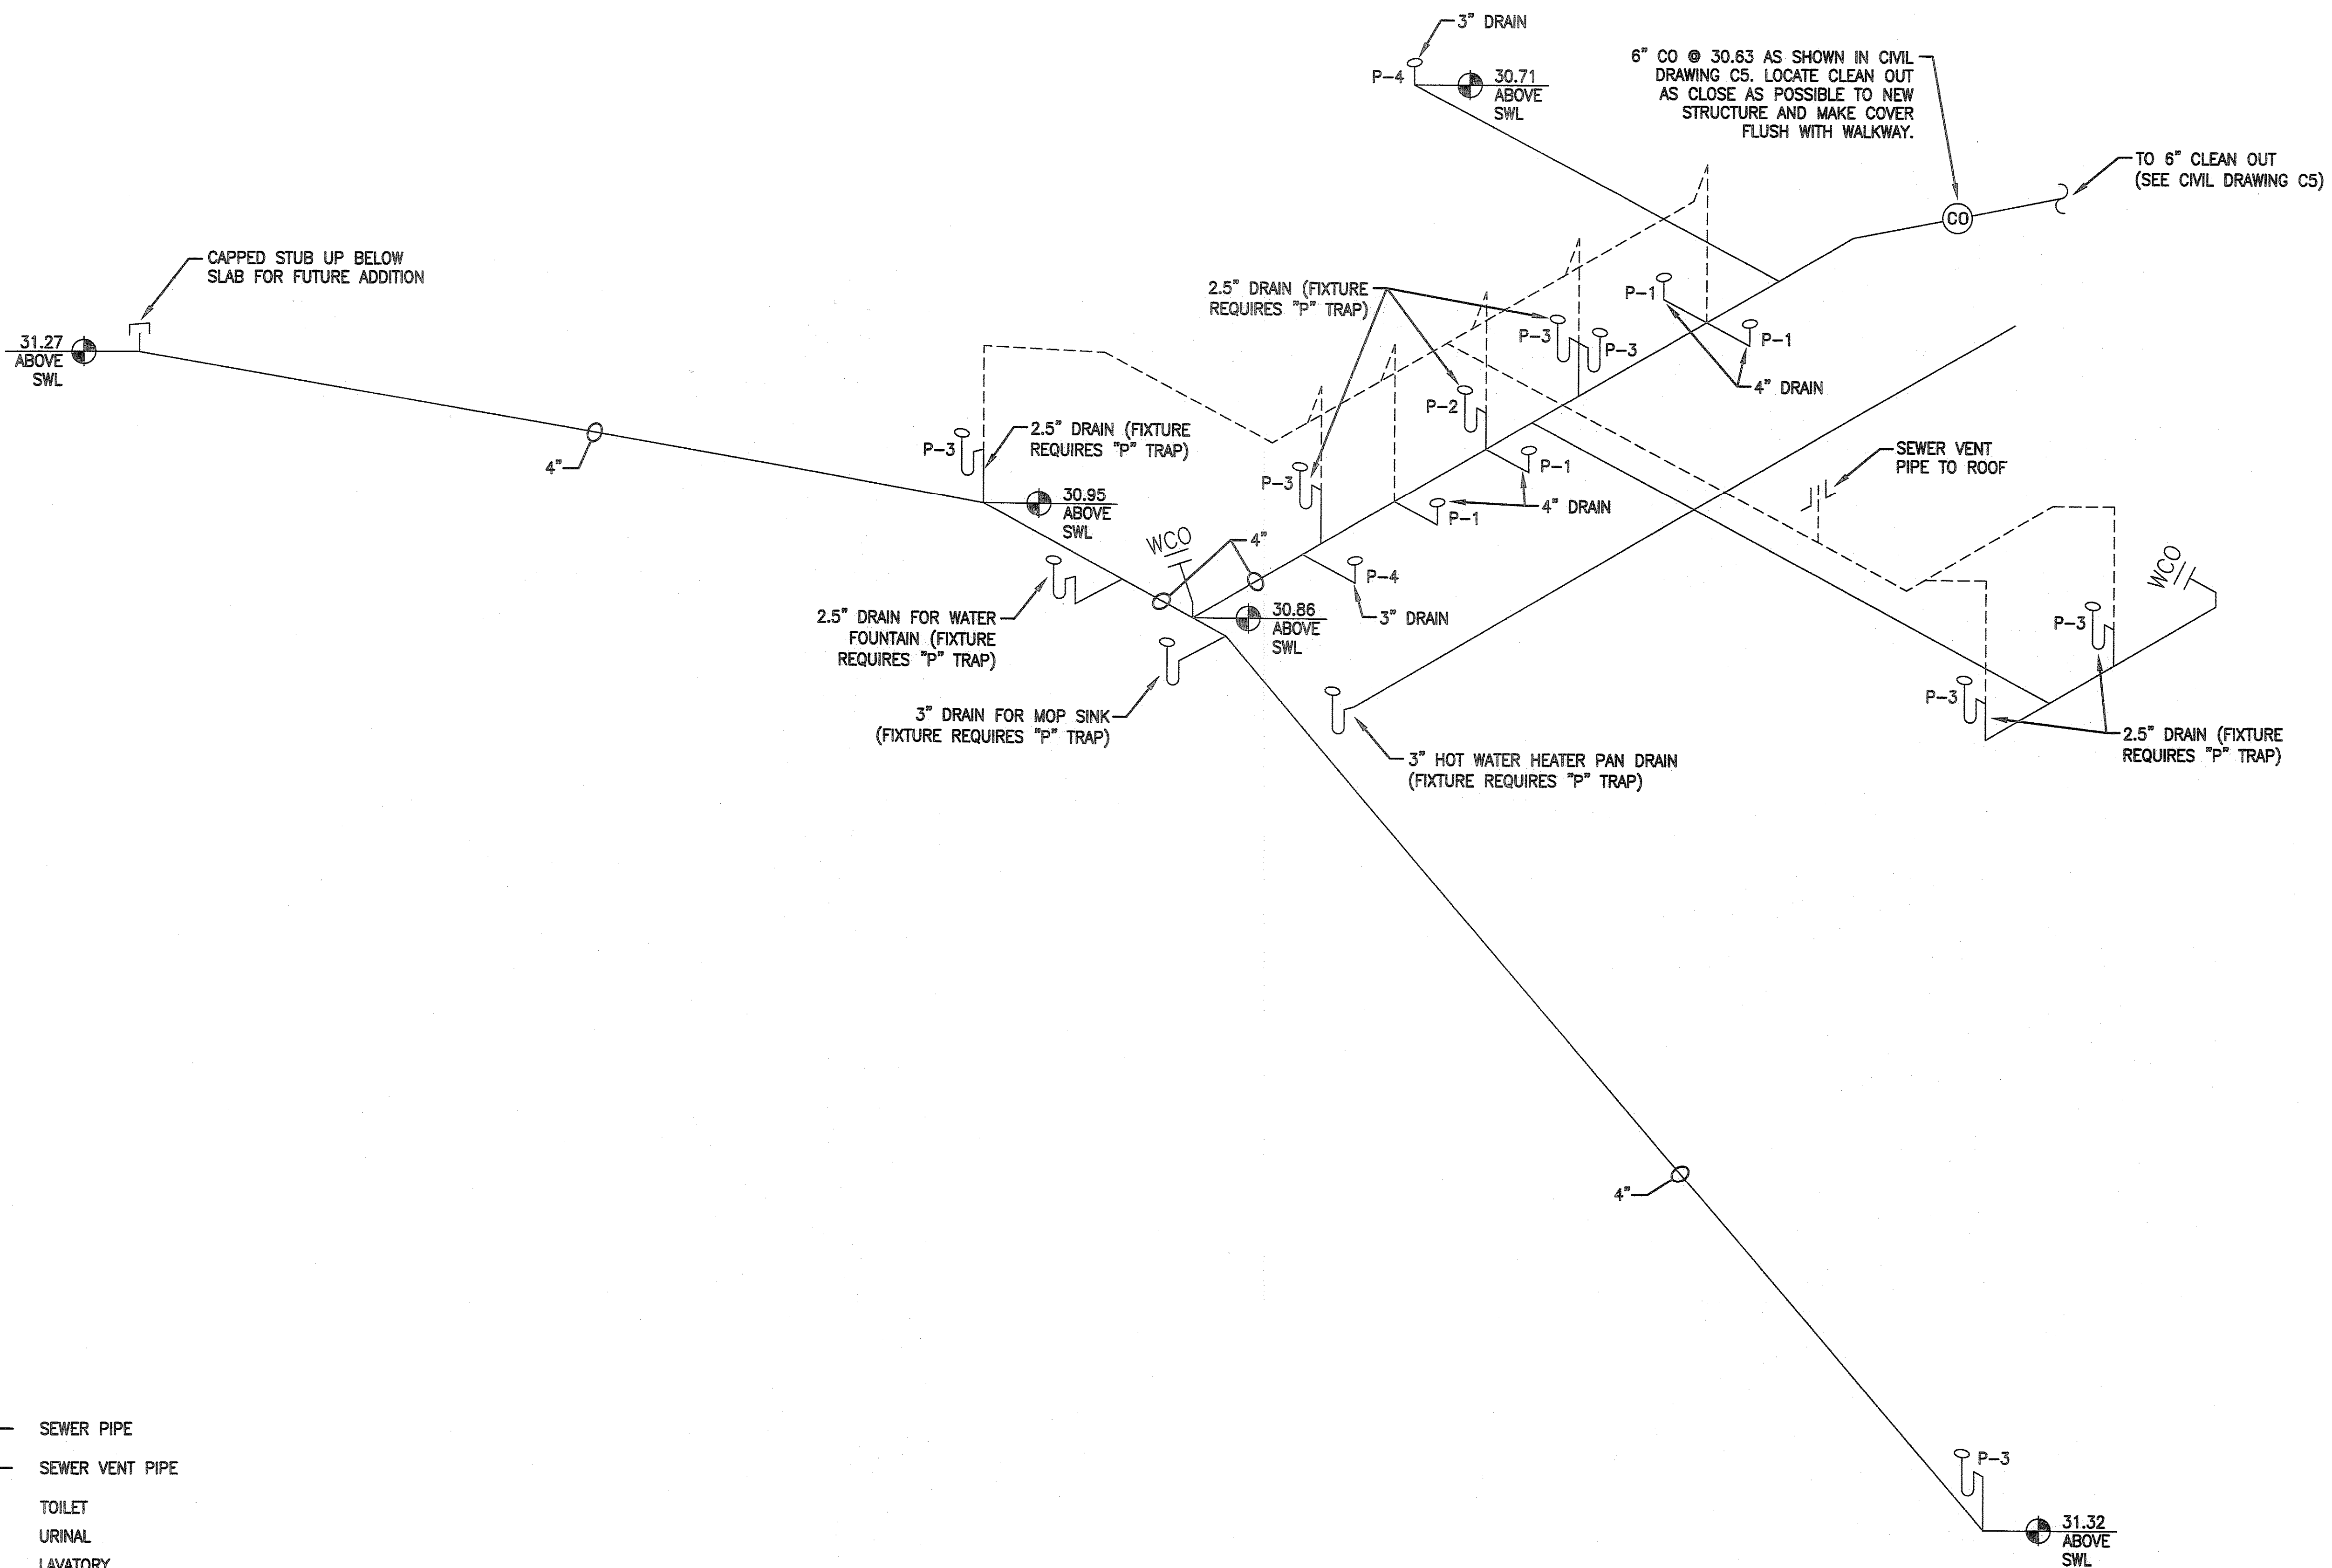 3" DRAIN
P-4
30.71
ABOVE
SWL
6" CO @ 30.63 AS SHOWN IN CIVIL
DRAWING C5. LOCATE CLEAN OUT
AS CLOSE AS POSSIBLE TO NEW
STRUCTURE AND MAKE COVER
FLUSH WITH WALKWAY.
TO 6" CLEAN OUT
(SEE CIVIL DRAWING C5)
CO
CAPPED STUB UP BELOW
SLAB FOR FUTURE ADDITION
31.27
ABOVE
SWL
4"
2.5" DRAIN (FIXTURE
REQUIRES "P" TRAP)
P-3
P-3
P-1
P-1
4" DRAIN
P-2
P-3
2.5" DRAIN (FIXTURE
REQUIRES "P" TRAP)
P-3
30.95
ABOVE
SWL
P-1
P-1
4" DRAIN
SEWER VENT
PIPE TO ROOF
WCO
4"
P-4
3" DRAIN
30.86
ABOVE
SWL
2.5" DRAIN FOR WATER
FOUNTAIN (FIXTURE
REQUIRES "P" TRAP)
3" DRAIN FOR MOP SINK
(FIXTURE REQUIRES "P" TRAP)
3" HOT WATER HEATER PAN DRAIN
(FIXTURE REQUIRES "P" TRAP)
WCO
P-3
P-3
2.5" DRAIN (FIXTURE
REQUIRES "P" TRAP)
4"
P-3
31.32
ABOVE
SWL
SEWER PIPE
SEWER VENT PIPE
TOILET
URINAL
LAVATORY